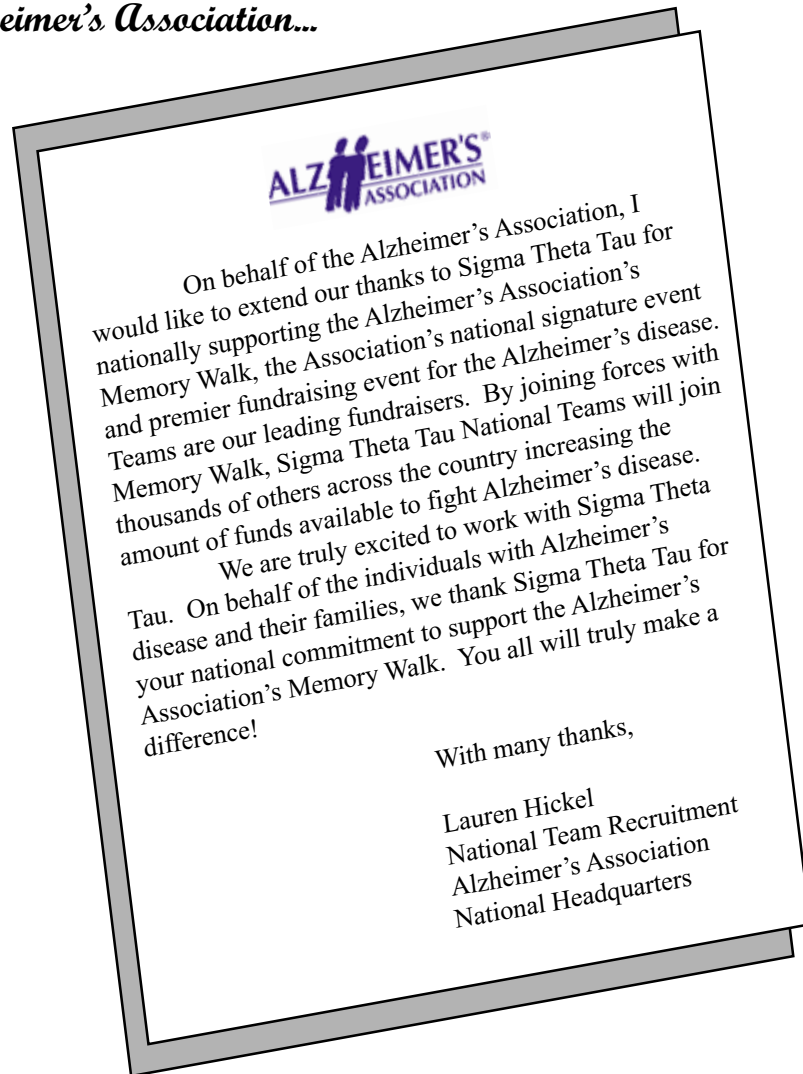 eimer's Association...
ALZHEIMER'S®
ASSOCIATION
On behalf of the Alzheimer's Association, I
would like to extend our thanks to Sigma Theta Tau for
nationally supporting the Alzheimer's Association's
Memory Walk, the Association's national signature event
and premier fundraising event for the Alzheimer's disease.
Teams are our leading fundraisers.  By joining forces with
Memory Walk, Sigma Theta Tau National Teams will join
thousands of others across the country increasing the
amount of funds available to fight Alzheimer's disease.
We are truly excited to work with Sigma Theta
Tau.  On behalf of the individuals with Alzheimer's
disease and their families, we thank Sigma Theta Tau for
your national commitment to support the Alzheimer's
Association's Memory Walk.  You all will truly make a
difference!
With many thanks,
Lauren Hickel
National Team Recruitment
Alzheimer's Association
National Headquarters